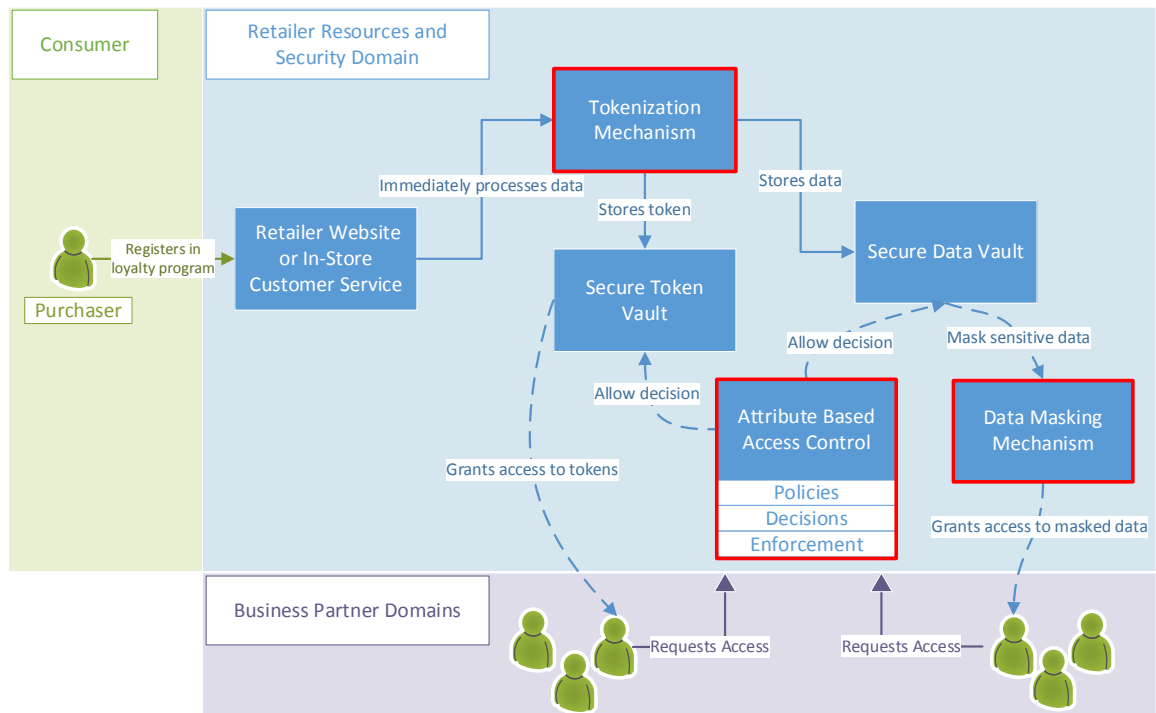 Consumer
Retailer Resources and
Security Domain
Tokenization
Mechanism
Immediately processes data
Stores data
Stores token
Retailer Website
or In-Store
Customer Service
Secure Data Vault
Registers in
loyalty program
Purchaser
Secure Token
Vault
Allow decision
Mask sensitive data
Allow decision
Attribute Based
Access Control
Data Masking
Mechanism
Grants access to tokens
Policies
Decisions
Enforcement
Grants access to masked data
Business Partner Domains
Requests Access
Requests Access